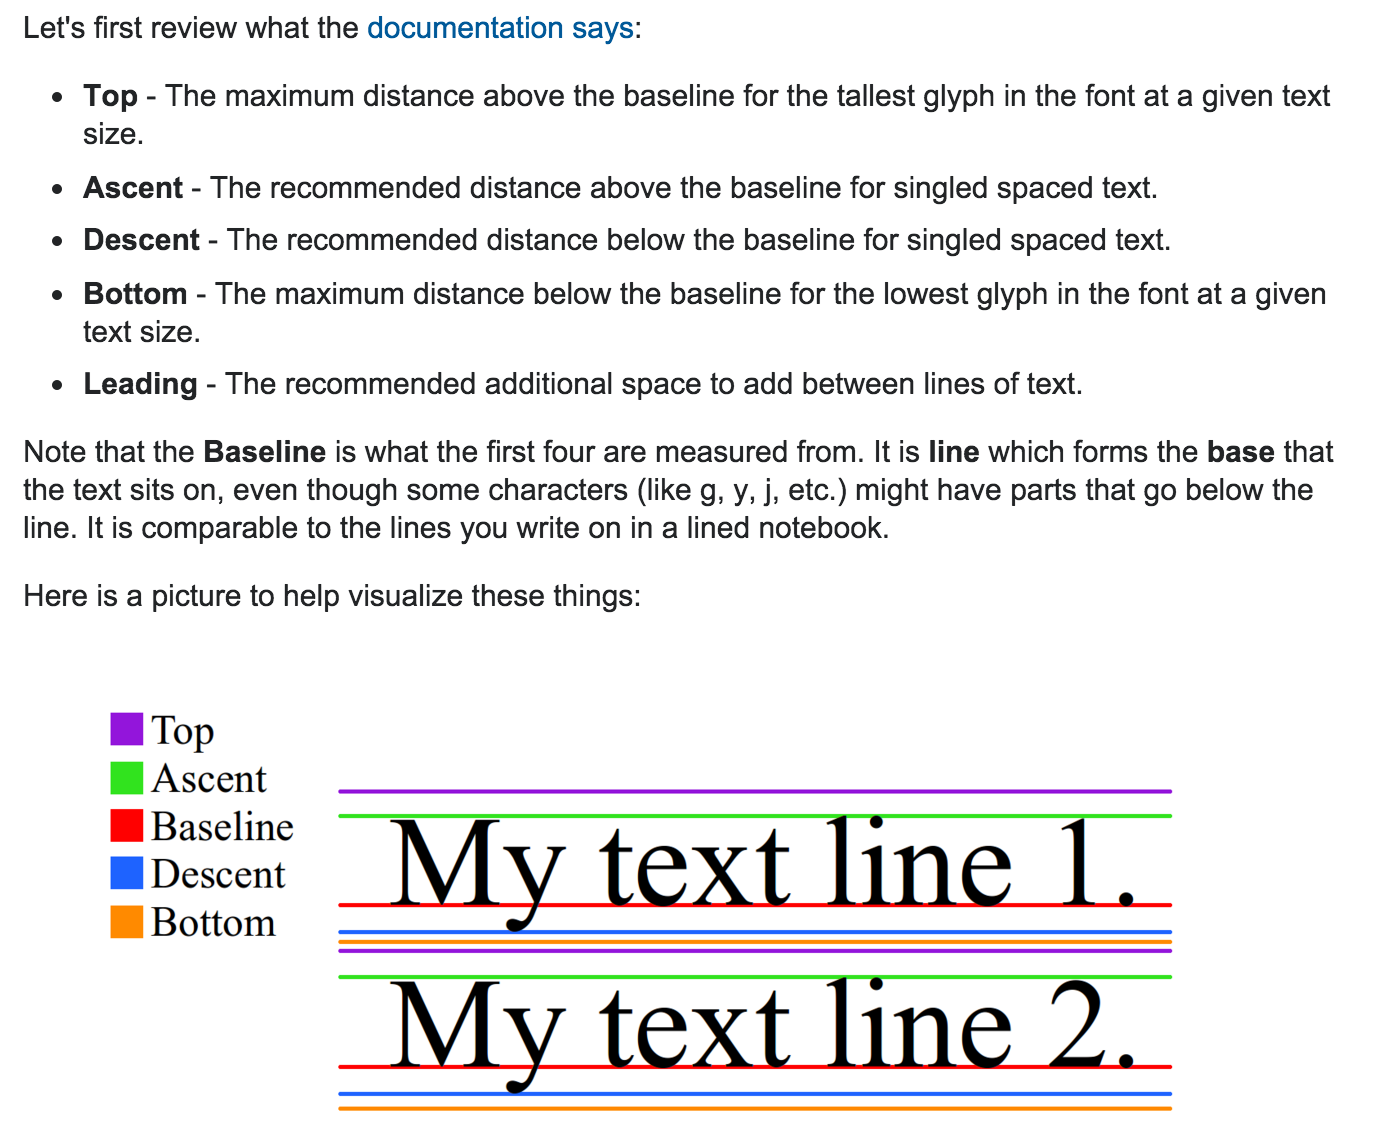 Let's first review what the documentation says:
• Top - The maximum distance above the baseline for the tallest glyph in the font at a given text
size.
• Ascent - The recommended distance above the baseline for singled spaced text.
• Descent - The recommended distance below the baseline for singled spaced text.
• Bottom - The maximum distance below the baseline for the lowest glyph in the font at a given
text size.
• Leading - The recommended additional space to add between lines of text.
Note that the Baseline is what the first four are measured from. It is line which forms the base that
the text sits on, even though some characters (like g, y, j, etc.) might have parts that go below the
line. It is comparable to the lines you write on in a lined notebook.
Here is a picture to help visualize these things:
Top
Ascent
Baseline
Descent
Bottom
My text line 1.
My text line 2.